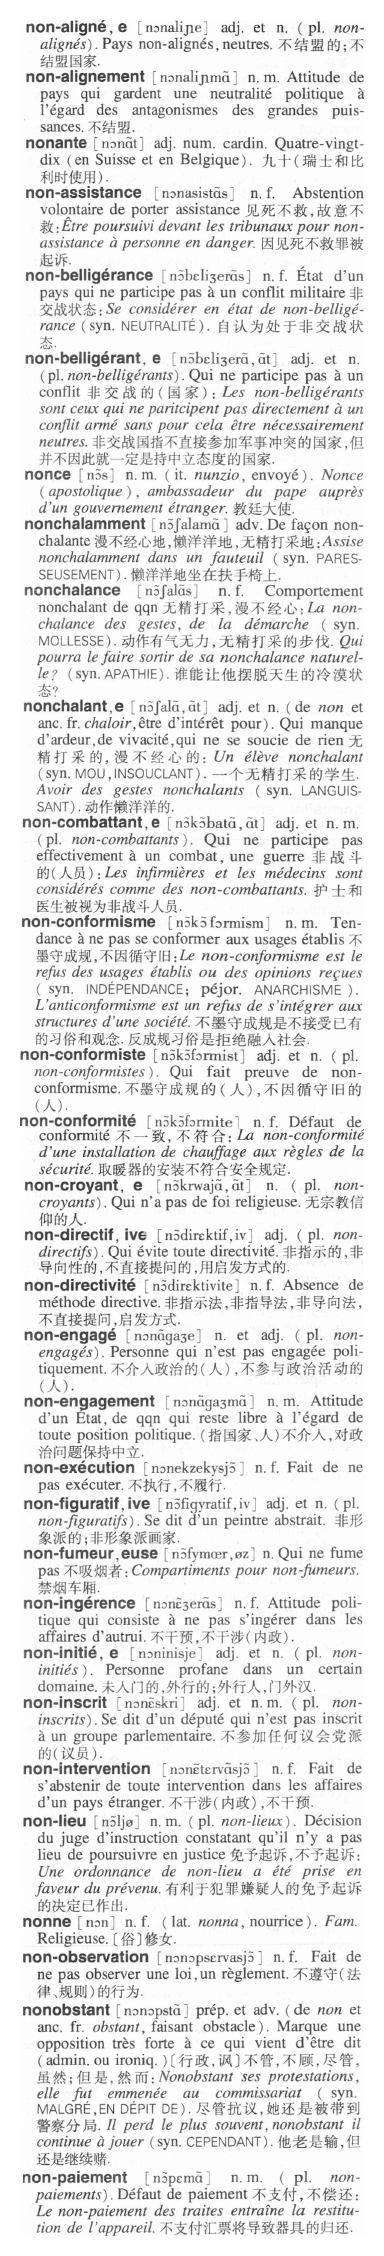 non-aligné, e [nɔnaliɲe] adj. et n. ( pl. non-
alignés). Pays non-alignés, neutres. 不结盟的;不
结盟国家.
non-alignement [nɔnaliɲmɑ̃] n. m. Attitude de
pays qui gardent une neutralité politique à
l'égard des antagonismes des grandes puis-
sances. 不结盟.
nonante [nɔnɑ̃t] adj. num. cardin. Quatre-vingt-
dix (en Suisse et en Belgique). 九十(瑞士和比
利时使用).
non-assistance [nɔnasistɑ̃s] n. f. Abstention
volontaire de porter assistance 见死不救,故意不
救:Être poursuivi devant les tribunaux pour non-
assistance à personne en danger. 因见死不救罪被
起诉.
non-belligérance [nɔ̃beliʒerɑ̃s] n. f. État d'un
pays qui ne participe pas à un conflit militaire 非
交战状态:Se considérer en état de non-belligé-
rance (syn. NEUTRALITÉ). 自认为处于非交战状
态.
non-belligérant, e [nɔ̃beliʒerɑ̃, ɑ̃t] adj. et n.
(pl. non-belligérants). Qui ne participe pas à un
conflit 非交战的(国家): Les non-belligérants
sont ceux qui ne paritcipent pas directement à un
conflit armé sans pour cela être nécessairement
neutres. 非交战国指不直接参加军事冲突的国家,但
并不因此就一定是持中立态度的国家.
nonce [nɔ̃s] n. m. ( it. nunzio, envoyé). Nonce
( apostolique ), ambassadeur du pape auprès
d'un gouvernement étranger. 教廷大使.
nonchalamment [nɔ̃ʃalamɑ̃] adv. De façon non-
chalante 漫不经心地,懒洋洋地,无精打采地:Assise
nonchalamment dans un fauteuil ( syn. PARES-
SEUSEMENT). 懒洋洋地坐在扶手椅上.
nonchalance [nɔ̃ʃalɑ̃s] n. f. Comportement
nonchalant de qqn 无精打采,漫不经心:La non-
chalance des gestes, de la démarche ( syn.
MOLLESSE). 动作有气无力,无精打采的步伐. Qui
pourra le faire sortir de sa nonchalance naturel-
le? (syn. APATHIE). 谁能让他摆脱天生的冷漠状
态?
nonchalant, e [nɔ̃ʃalɑ̃, ɑ̃t] adj. et n. ( de non et
anc. fr. chaloir, être d'intérêt pour). Qui manque
d'ardeur, de vivacité, qui ne se soucie de rien 无
精打采的, 漫不经心的: Un élève nonchalant
(syn. MOU, INSOUCLANT). 一个无精打采的学生.
Avoir des gestes nonchalants ( syn. LANGUIS-
SANT). 动作懒洋洋的.
non-combattant, e [nɔ̃kɔ̃batɑ̃, ɑ̃t] adj. et n. m.
( pl. non-combattants). Qui ne participe pas
effectivement à un combat, une guerre 非战斗
的(人员):Les infirmières et les médecins sont
considérés comme des non-combattants. 护士和
医生被视为非战斗人员.
non-conformisme [nɔ̃kɔ̃fɔrmism] n. m. Ten-
dance à ne pas se conformer aux usages établis 不
墨守成规,不因循守旧:Le non-conformisme est le
refus des usages établis ou des opinions reçues
( syn. INDÉPENDANCE; péjor. ANARCHISME ).
L'anticonformisme est un refus de s'intégrer aux
structures d'une société. 不墨守成规是不接受已有
的习俗和观念. 反成规习俗是拒绝融入社会.
non-conformiste [nɔ̃kɔ̃fɔrmist] adj. et n. ( pl.
non-conformistes). Qui fait preuve de non-
conformisme. 不墨守成规的(人),不因循守旧的
(人).
non-conformité [nɔ̃kɔ̃fɔrmite] n. f. Défaut de
conformité 不一致,不符合: La non-conformité
d'une installation de chauffage aux règles de la
sécurité. 取暖器的安装不符合安全规定.
non-croyant, e [nɔ̃krwajɑ̃, ɑ̃t] n. ( pl. non-
croyants). Qui n'a pas de foi religieuse. 无宗教信
仰的人.
non-directif, ive [nɔ̃dirɛktif, iv] adj. ( pl. non-
directifs). Qui évite toute directivité. 非指示的,非
导向性的,不直接提问的,用启发方式的.
non-directivité [nɔ̃dirɛktivite] n. f. Absence de
méthode directive. 非指示法,非指导法,非导向法,
不直接提问,启发方式.
non-engagé [nɔnɑ̃gaʒe] n. et adj. ( pl. non-
engagés). Personne qui n'est pas engagée poli-
tiquement. 不介入政治的(人),不参与政治活动的
(人).
non-engagement [nɔnɑ̃gaʒmɑ̃] n. m. Attitude
d'un État, de qqn qui reste libre à l'égard de
toute position politique. (指国家、人)不介入,对政
治问题保持中立.
non-exécution [nɔnekzekysjɔ̃] n. f. Fait de ne
pas exécuter. 不执行,不履行.
non-figuratif, ive [nɔ̃figyratif, iv] adj. et n. ( pl.
non-figuratifs). Se dit d'un peintre abstrait. 非形
象派的;非形象派画家.
non-fumeur, euse [nɔ̃fymœr, øz] n. Qui ne fume
pas 不吸烟者: Compartiments pour non-fumeurs.
禁烟车厢.
non-ingérence [nɔnɛ̃ʒerɑ̃s] n. f. Attitude poli-
tique qui consiste à ne pas s'ingérer dans les
affaires d'autrui. 不干预,不干涉(内政).
non-initié, e [nɔninisje] adj. et n. ( pl. non-
initiés ). Personne profane dans un certain
domaine. 未入门的,外行的;外行人,门外汉.
non-inscrit [nɔnɛ̃skri] adj. et n. m. ( pl. non-
inscrits). Se dit d'un député qui n'est pas inscrit
à un groupe parlementaire. 不参加任何议会党派
的(议员).
non-intervention [nɔnɛ̃tɛrvɑ̃sjɔ̃] n. f. Fait de
s'abstenir de toute intervention dans les affaires
d'un pays étranger. 不干涉(内政),不干预.
non-lieu [nɔ̃ljø] n. m. ( pl. non-lieux). Décision
du juge d'instruction constatant qu'il n'y a pas
lieu de poursuivre en justice 免予起诉,不予起诉:
Une ordonnance de non-lieu a été prise en
faveur du prévenu. 有利于犯罪嫌疑人的免予起诉
的决定已作出.
nonne [nɔn] n. f. ( lat. nonna, nourrice). Fam.
Religieuse. [俗]修女.
non-observation [nɔnɔpsɛrvasjɔ̃] n. f. Fait de
ne pas observer une loi, un règlement. 不遵守(法
律、规则)的行为.
nonobstant [nɔnɔpstɑ̃] prép. et adv. ( de non et
anc. fr. obstant, faisant obstacle). Marque une
opposition très forte à ce qui vient d'être dit
(admin. ou ironiq. )[行政,讽]不管,不顾,尽管,
虽然;但是,然而:Nonobstant ses protestations,
elle fut emmenée au commissariat ( syn.
MALGRÉ, EN DÉPIT DE). 尽管抗议,她还是被带到
警察分局. Il perd le plus souvent, nonobstant il
continue à jouer (syn. CEPENDANT). 他老是输,但
还是继续赌.
non-paiement [nɔ̃pɛmɑ̃] n. m. ( pl. non-
paiements). Défaut de paiement 不支付,不偿还:
Le non-paiement des traites entraîne la restitu-
tion de l'appareil. 不支付汇票将导致器具的归还.